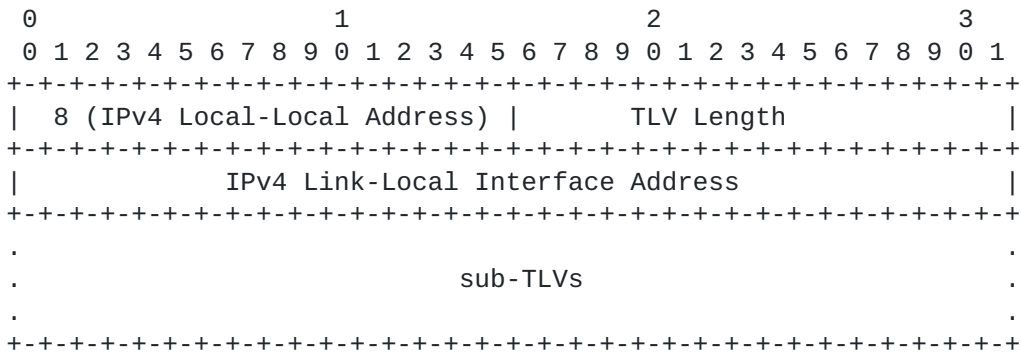 0                   1                   2                   3
 0 1 2 3 4 5 6 7 8 9 0 1 2 3 4 5 6 7 8 9 0 1 2 3 4 5 6 7 8 9 0 1
+-+-+-+-+-+-+-+-+-+-+-+-+-+-+-+-+-+-+-+-+-+-+-+-+-+-+-+-+-+-+-+-+
|  8 (IPv4 Local-Local Address) |       TLV Length              |
+-+-+-+-+-+-+-+-+-+-+-+-+-+-+-+-+-+-+-+-+-+-+-+-+-+-+-+-+-+-+-+-+
|             IPv4 Link-Local Interface Address                 |
+-+-+-+-+-+-+-+-+-+-+-+-+-+-+-+-+-+-+-+-+-+-+-+-+-+-+-+-+-+-+-+-+
.                                                               .
.                            sub-TLVs                           .
.                                                               .
+-+-+-+-+-+-+-+-+-+-+-+-+-+-+-+-+-+-+-+-+-+-+-+-+-+-+-+-+-+-+-+-+